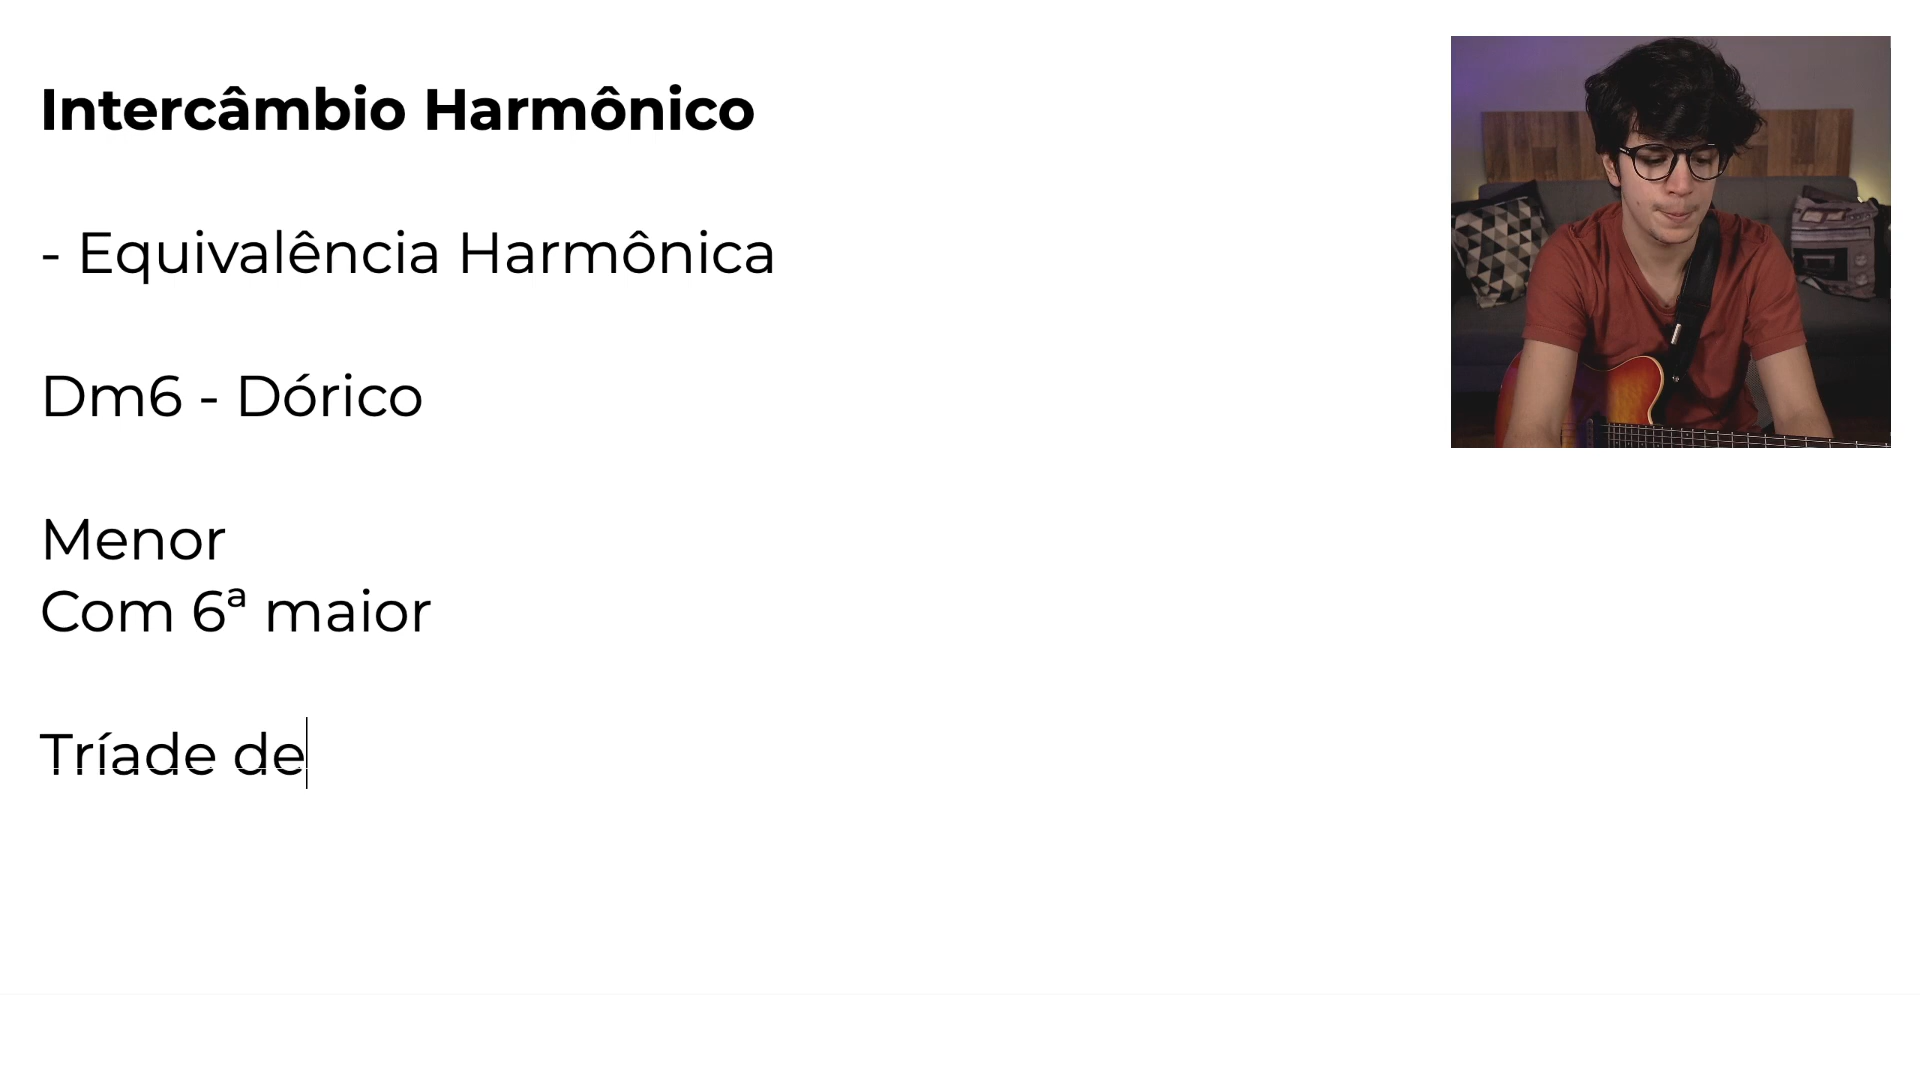 Intercâmbio Harmônico
- Equivalência Harmônica
Dm6 - Dórico
Menor
Com 6ª maior
Tríade de